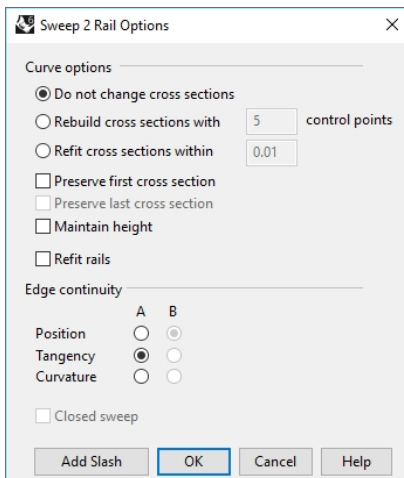 Sweep 2 Rail Options
Curve options
Do not change cross sections
Rebuild cross sections with 5 control points
Refit cross sections within 0.01
Preserve first cross section
Preserve last cross section
Maintain height
Refit rails
Edge continuity
A B
Position
Tangency
Curvature
Closed sweep
Add Slash OK Cancel Help